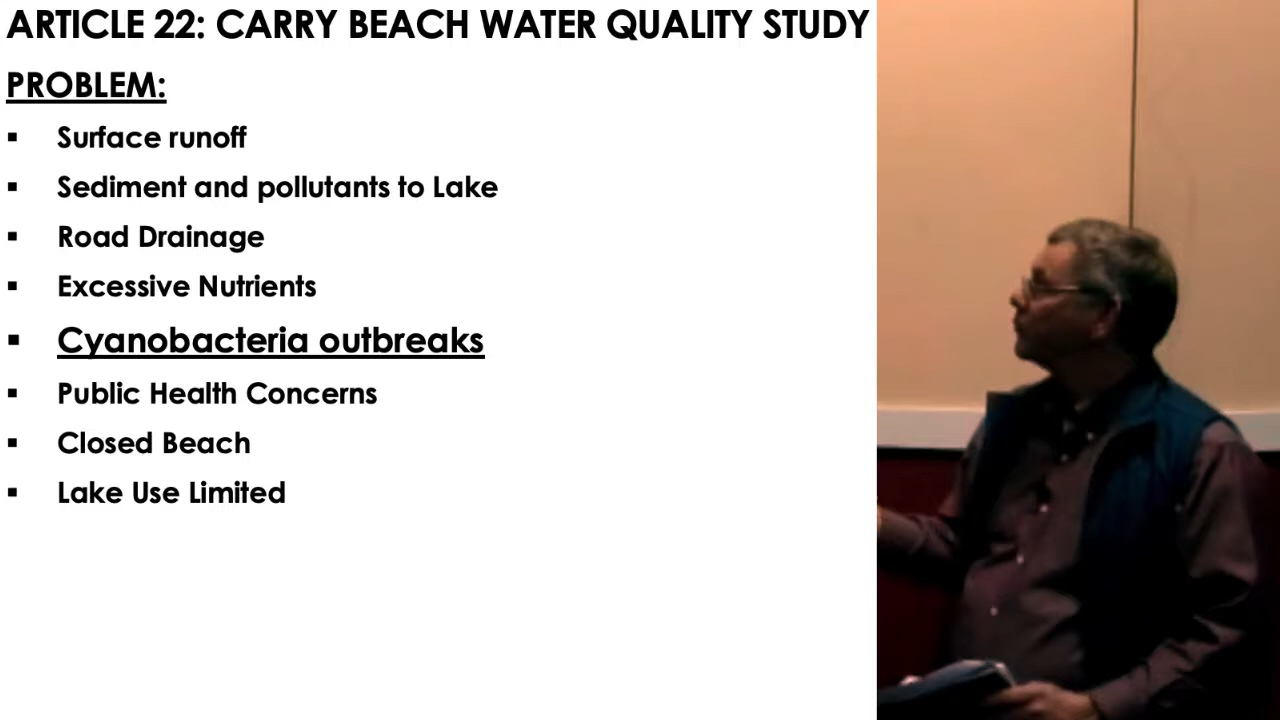 ARTICLE 22: CARRY BEACH WATER QUALITY STUDY
PROBLEM:
▪ Surface runoff
▪ Sediment and pollutants to Lake
▪ Road Drainage
▪ Excessive Nutrients
▪ Cyanobacteria outbreaks
▪ Public Health Concerns
▪ Closed Beach
▪ Lake Use Limited